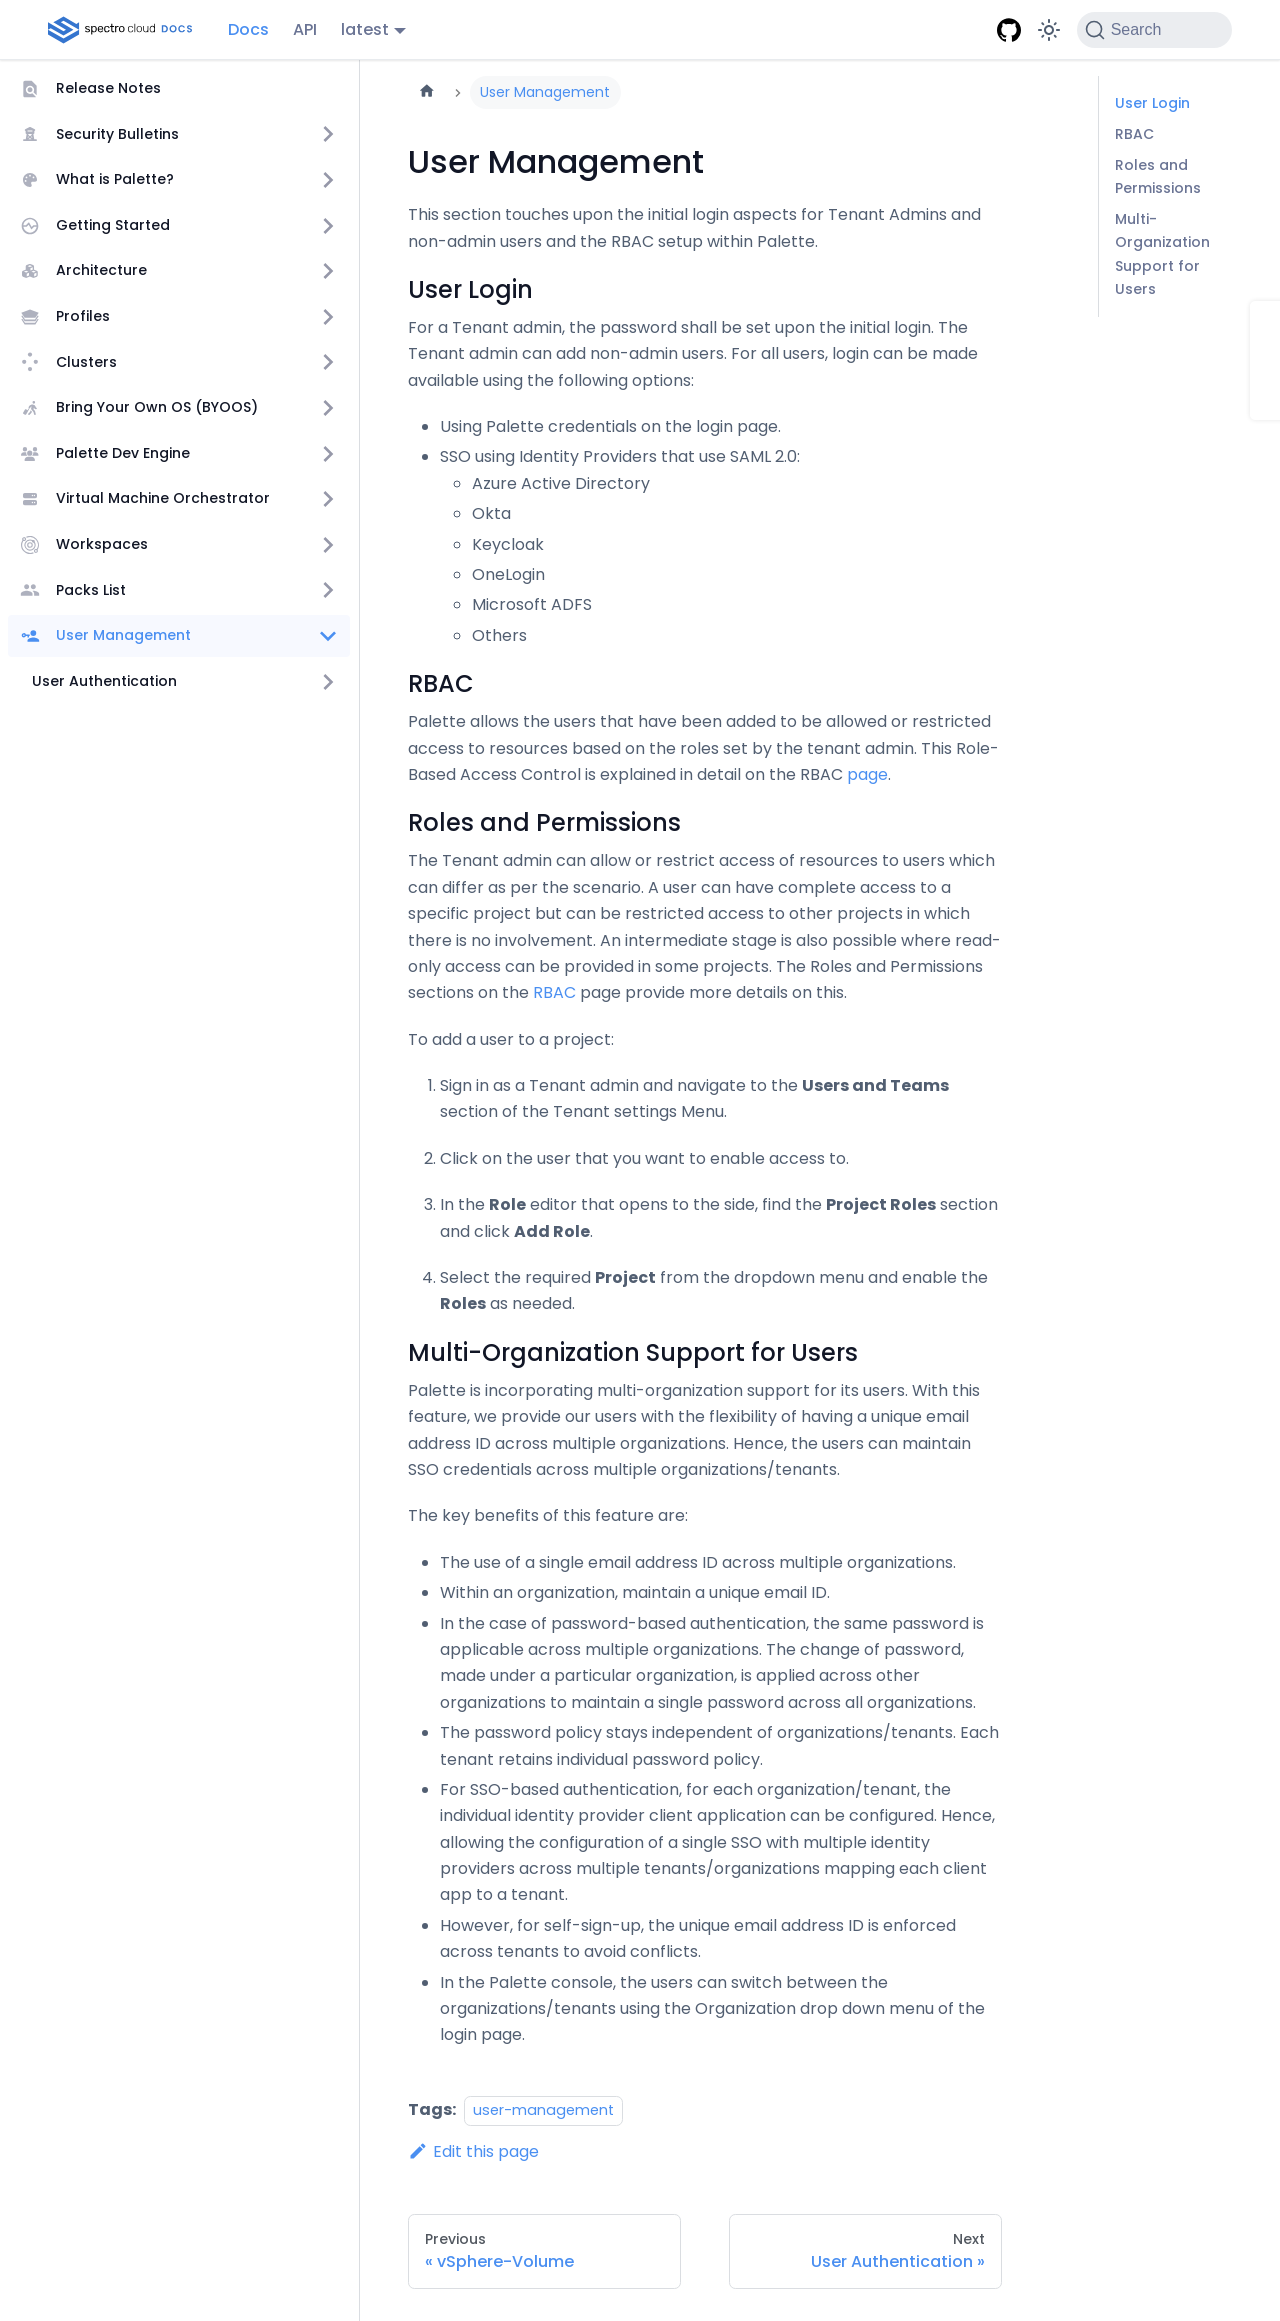 spectro cloud DOCS
Docs
API
latest
Search
Release Notes
Security Bulletins
What is Palette?
Getting Started
Architecture
Profiles
Clusters
Bring Your Own OS (BYOOS)
Palette Dev Engine
Virtual Machine Orchestrator
Workspaces
Packs List
User Management
User Authentication
User Management
User Management
This section touches upon the initial login aspects for Tenant Admins and
non-admin users and the RBAC setup within Palette.
User Login
For a Tenant admin, the password shall be set upon the initial login. The
Tenant admin can add non-admin users. For all users, login can be made
available using the following options:
• Using Palette credentials on the login page.
• SSO using Identity Providers that use SAML 2.0:
◦ Azure Active Directory
◦ Okta
◦ Keycloak
◦ OneLogin
◦ Microsoft ADFS
◦ Others
RBAC
Palette allows the users that have been added to be allowed or restricted
access to resources based on the roles set by the tenant admin. This Role-
Based Access Control is explained in detail on the RBAC page.
Roles and Permissions
The Tenant admin can allow or restrict access of resources to users which
can differ as per the scenario. A user can have complete access to a
specific project but can be restricted access to other projects in which
there is no involvement. An intermediate stage is also possible where read-
only access can be provided in some projects. The Roles and Permissions
sections on the RBAC page provide more details on this.
To add a user to a project:
1. Sign in as a Tenant admin and navigate to the Users and Teams
section of the Tenant settings Menu.
2. Click on the user that you want to enable access to.
3. In the Role editor that opens to the side, find the Project Roles section
and click Add Role.
4. Select the required Project from the dropdown menu and enable the
Roles as needed.
Multi-Organization Support for Users
Palette is incorporating multi-organization support for its users. With this
feature, we provide our users with the flexibility of having a unique email
address ID across multiple organizations. Hence, the users can maintain
SSO credentials across multiple organizations/tenants.
The key benefits of this feature are:
• The use of a single email address ID across multiple organizations.
• Within an organization, maintain a unique email ID.
• In the case of password-based authentication, the same password is
applicable across multiple organizations. The change of password,
made under a particular organization, is applied across other
organizations to maintain a single password across all organizations.
• The password policy stays independent of organizations/tenants. Each
tenant retains individual password policy.
• For SSO-based authentication, for each organization/tenant, the
individual identity provider client application can be configured. Hence,
allowing the configuration of a single SSO with multiple identity
providers across multiple tenants/organizations mapping each client
app to a tenant.
• However, for self-sign-up, the unique email address ID is enforced
across tenants to avoid conflicts.
• In the Palette console, the users can switch between the
organizations/tenants using the Organization drop down menu of the
login page.
Tags: user-management
Edit this page
Previous
« vSphere-Volume
Next
User Authentication »
User Login
RBAC
Roles and
Permissions
Multi-
Organization
Support for
Users